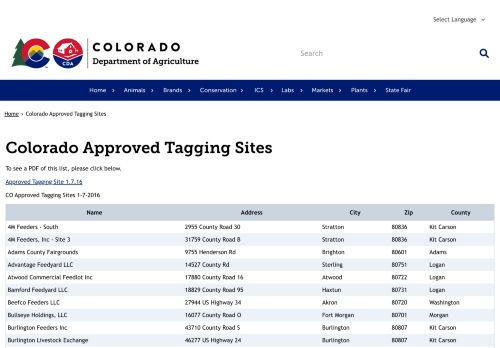 Select Language
COLORADO
Department of Agriculture
CO
CDA
Search
Home Animals Brands Conservation ICS Labs Markets Plants State Fair
Home › Colorado Approved Tagging Sites
Colorado Approved Tagging Sites
To see a PDF of this list, please click below.
Approved Tagging Site 1.7.16
CO Approved Tagging Sites 1-7-2016
Name Address City Zip County
4M Feeders - South 2955 County Road 30 Stratton 80836 Kit Carson
4M Feeders, Inc - Site 3 31759 County Road B Stratton 80836 Kit Carson
Adams County Fairgrounds 9755 Henderson Rd Brighton 80601 Adams
Advantage Feedyard LLC 14527 County Rd Sterling 80751 Logan
Atwood Commercial Feedlot Inc 17880 County Road 16 Atwood 80722 Logan
Bamford Feedyard LLC 18829 County Road 95 Haxtun 80731 Logan
Beefco Feeders LLC 27944 US Highway 34 Akron 80720 Washington
Bullseye Holdings, LLC 16077 County Road O Fort Morgan 80701 Morgan
Burlington Feeders Inc 43710 County Road S Burlington 80807 Kit Carson
Burlington Livestock Exchange 46277 US Highway 24 Burlington 80807 Kit Carson